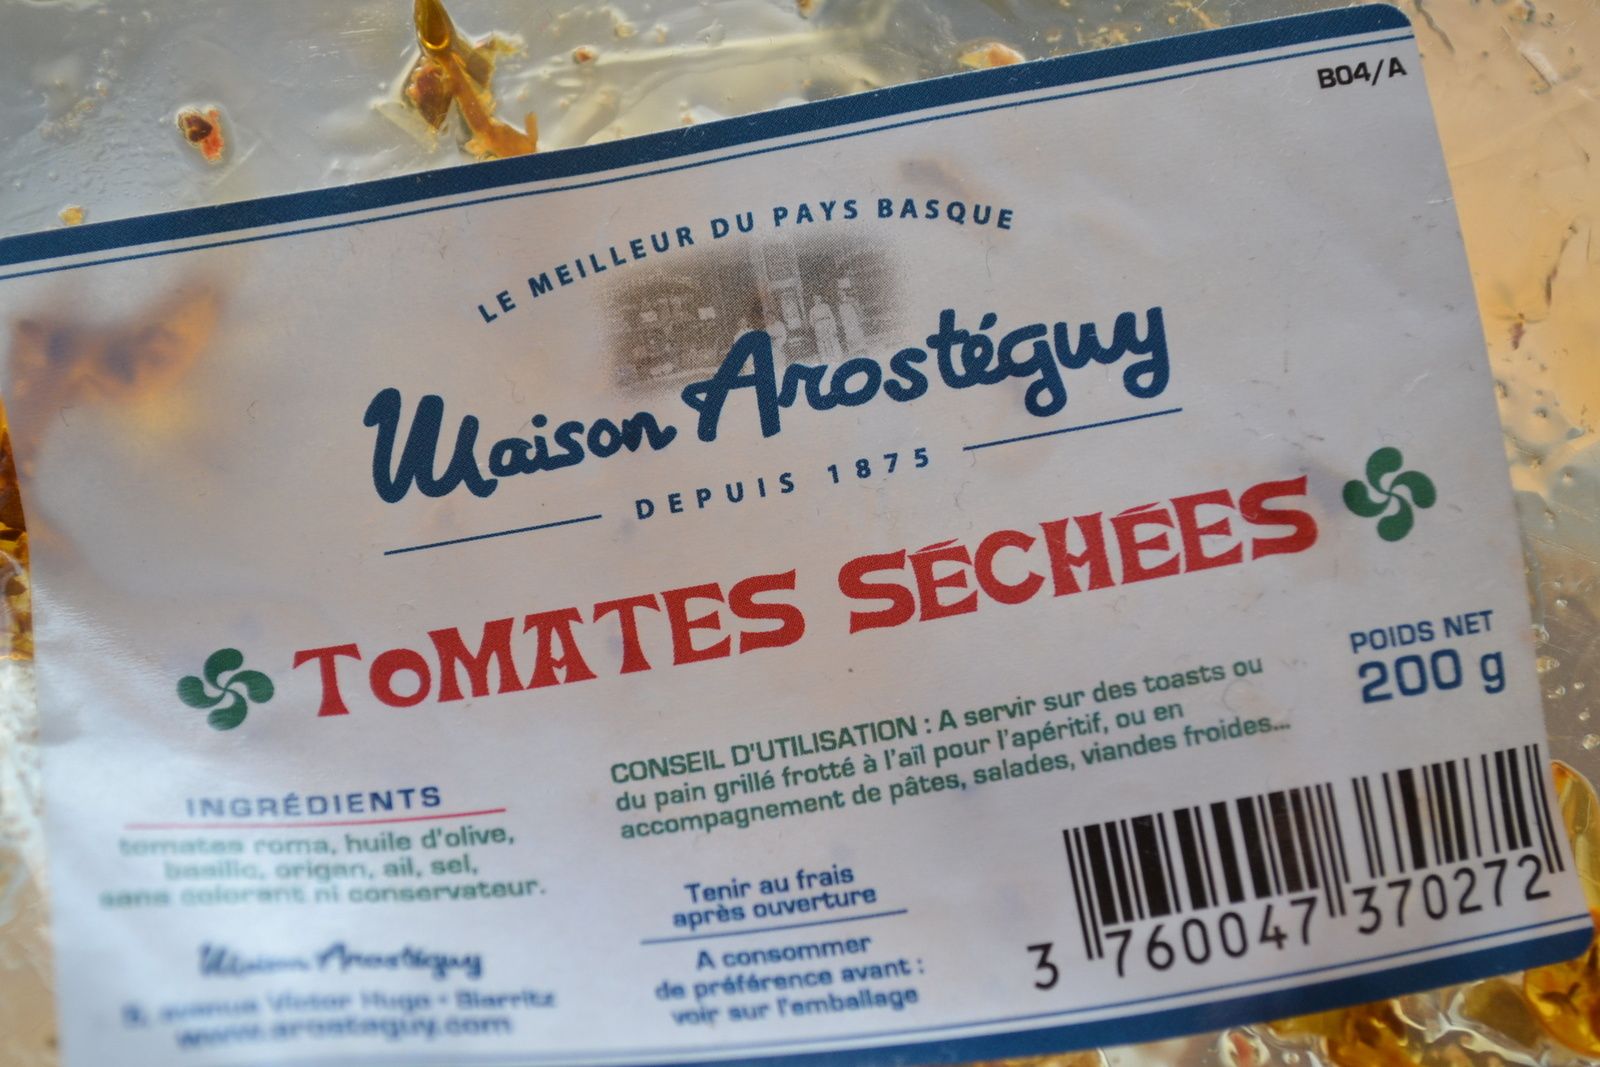 B04/A
LE MEILLEUR DU PAYS BASQUE
Maison Arostéguy
DEPUIS 1875
TOMATES SÉCHÉES
POIDS NET
200 g
CONSEIL D'UTILISATION : A servir sur des toasts ou
du pain grillé frotté à l'aïl pour l'apéritif, ou en
accompagnement de pâtes, salades, viandes froides...
INGRÉDIENTS
tomates roma, huile d'olive,
basilic, origan, ail, sel,
sans colorant ni conservateur.
Maison Arostéguy
avenue Victor Hugo • Biarritz
www.arosteguy.com
Tenir au frais
après ouverture
A consommer
de préférence avant :
voir sur l'emballage
3 760047 370272